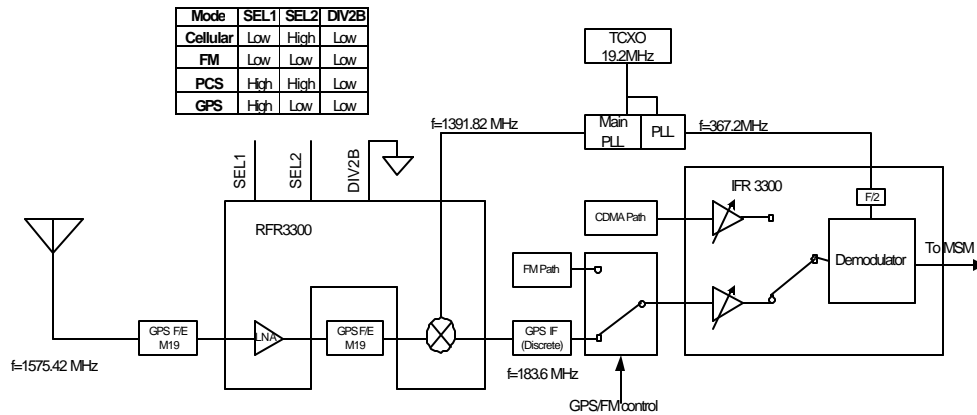 Mode SEL1 SEL2 DIV2B
Cellular Low High Low
FM Low Low Low
PCS High High Low
GPS High Low Low
TCXO
19.2MHz
f=1391.82 MHz
Main
PLL
PLL
f=367.2MHz
SEL1
SEL2
DIV2B
RFR3300
IFR 3300
F/2
CDMA Path
FM Path
Demodulator
To MSM
GPS F/E
M19
LNA
GPS F/E
M19
GPS IF
(Discrete)
f=1575.42 MHz
f=183.6 MHz
GPS/FM control